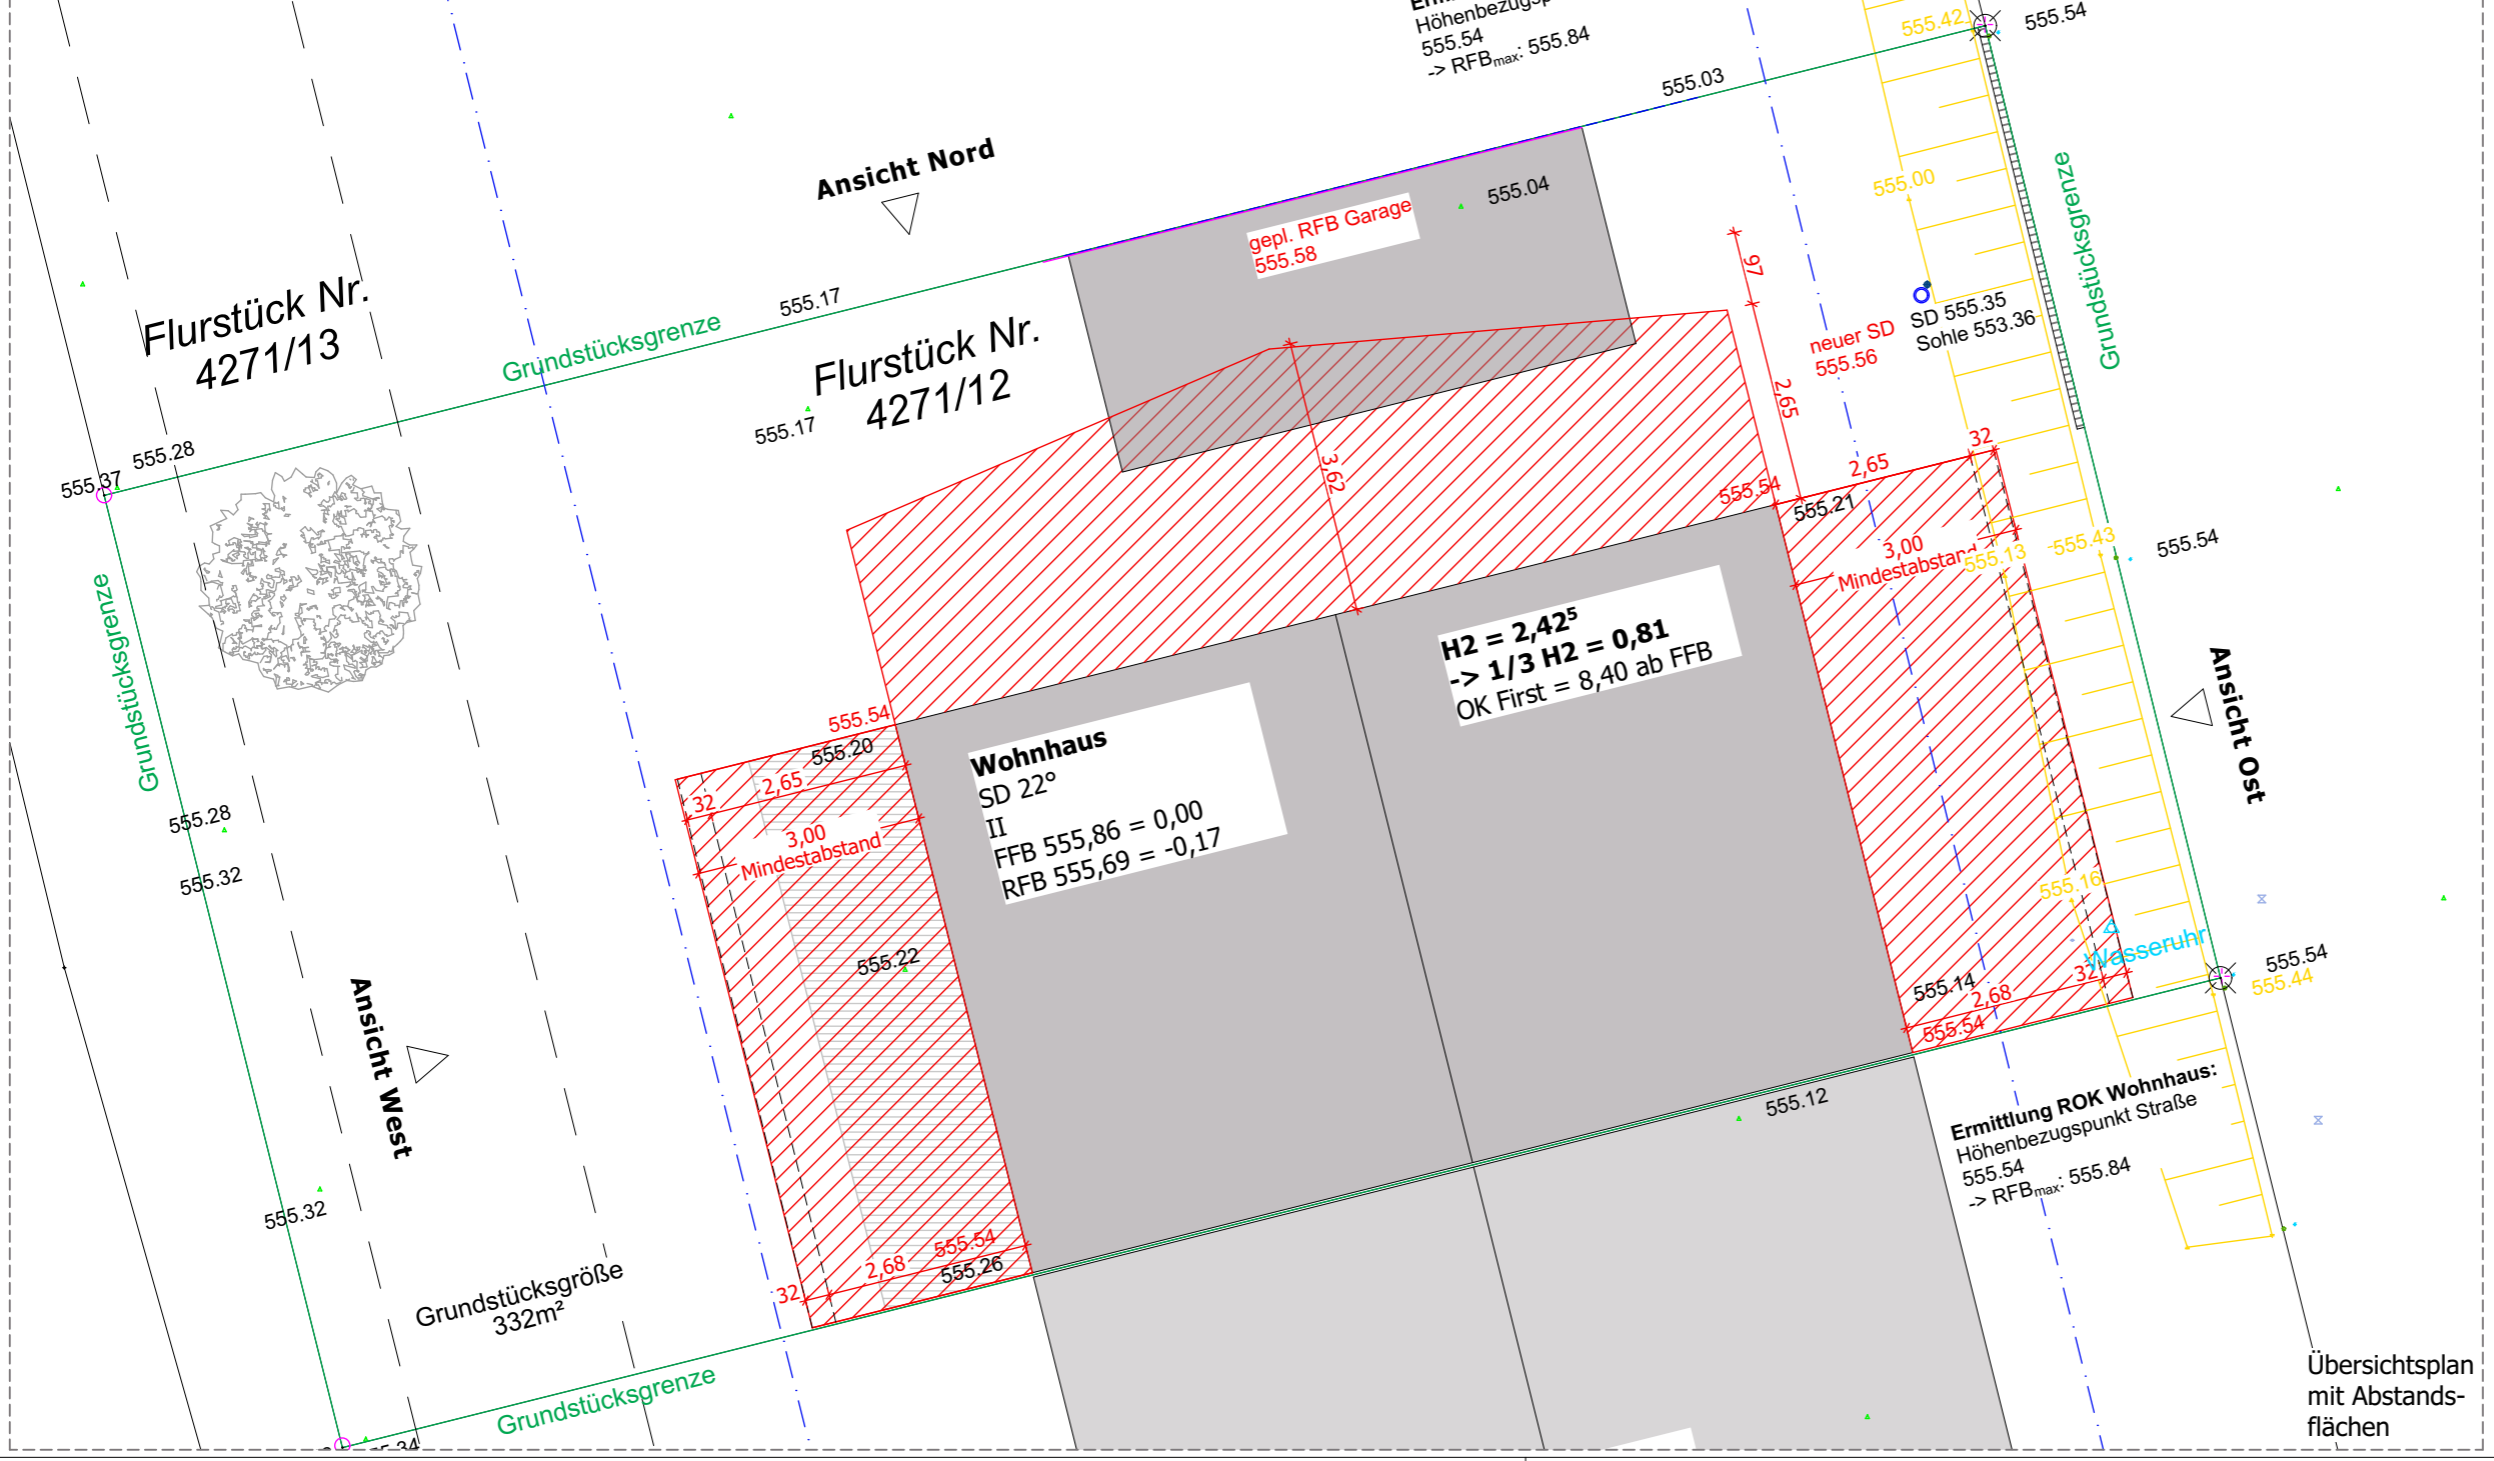 Höhenbezugsp
555.54
-> RFBmax: 555.84
555.42
555.54
555.03
Ansicht Nord
555.04
gepl. RFB Garage
555.58
555.00
Grundstücksgrenze
97
2,65
neuer SD
555.56
SD 555.35
Sohle 553.36
Flurstück Nr.
4271/13
Grundstücksgrenze
555.17
Flurstück Nr.
4271/12
555.17
555.28
555.37
3,62
32
2,65
555.54
555.21
3,00
Mindestabstand
555.13
555.43
555.54
Grundstücksgrenze
H2 = 2,42⁵
-> 1/3 H2 = 0,81
OK First = 8,40 ab FFB
Ansicht Ost
555.54
555.20
2,65
32
3,00
Mindestabstand
Wohnhaus
SD 22°
II
FFB 555,86 = 0,00
RFB 555,69 = -0,17
555.28
555.32
555.22
555.16
Wasseruhr
555.54
555.44
32
555.14
2,68
555.54
Ansicht West
555.12
Ermittlung ROK Wohnhaus:
Höhenbezugspunkt Straße
555.54
-> RFBmax: 555.84
555.32
555.54
2,68
555.26
32
Grundstücksgröße
332m²
Grundstücksgrenze
Übersichtsplan
mit Abstands-
flächen